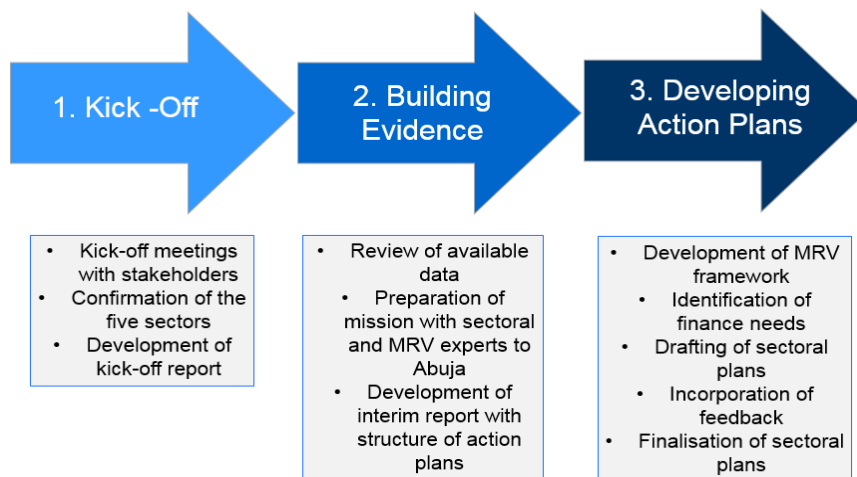 1. Kick -Off
2. Building
Evidence
3. Developing
Action Plans
• Kick-off meetings
with stakeholders
• Confirmation of the
five sectors
• Development of
kick-off report
• Review of available
data
• Preparation of
mission with sectoral
and MRV experts to
Abuja
• Development of
interim report with
structure of action
plans
• Development of MRV
framework
• Identification of
finance needs
• Drafting of sectoral
plans
• Incorporation of
feedback
• Finalisation of sectoral
plans